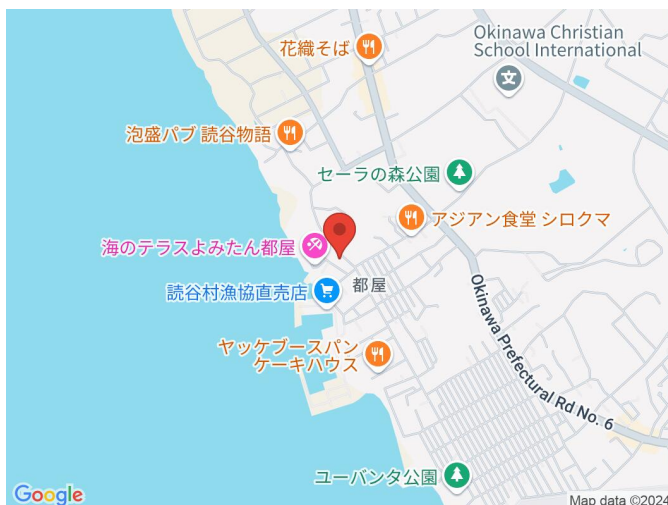 花織そば
Okinawa Christian
School International
泡盛パブ 読谷物語
セーラの森公園
アジアン食堂 シロクマ
海のテラスよみたん都屋
読谷村漁協直売店
都屋
ヤッケブースパン
ケーキハウス
Okinawa Prefectural Rd No. 6
ユーバンタ公園
Google
Map data ©2024